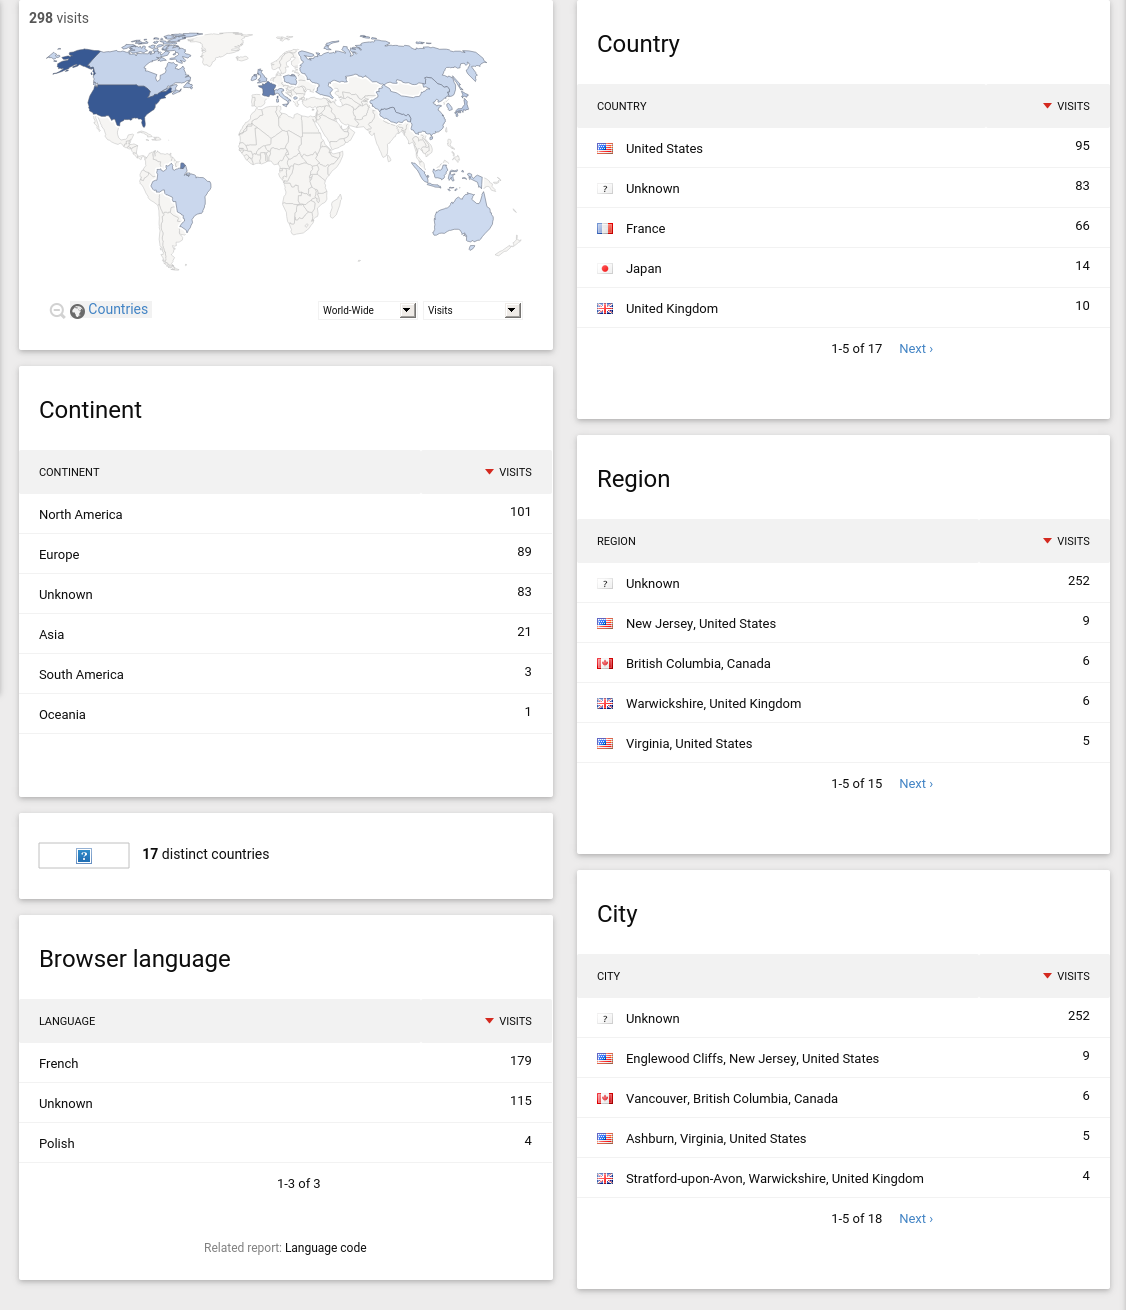 298 visits
Countries
World-Wide
Visits
Continent
CONTINENT VISITS
North America 101
Europe 89
Unknown 83
Asia 21
South America 3
Oceania 1
17 distinct countries
Browser language
LANGUAGE VISITS
French 179
Unknown 115
Polish 4
1-3 of 3
Related report: Language code
Country
COUNTRY VISITS
United States 95
? Unknown 83
France 66
Japan 14
United Kingdom 10
1-5 of 17 Next ›
Region
REGION VISITS
? Unknown 252
New Jersey, United States 9
British Columbia, Canada 6
Warwickshire, United Kingdom 6
Virginia, United States 5
1-5 of 15 Next ›
City
CITY VISITS
? Unknown 252
Englewood Cliffs, New Jersey, United States 9
Vancouver, British Columbia, Canada 6
Ashburn, Virginia, United States 5
Stratford-upon-Avon, Warwickshire, United Kingdom 4
1-5 of 18 Next ›